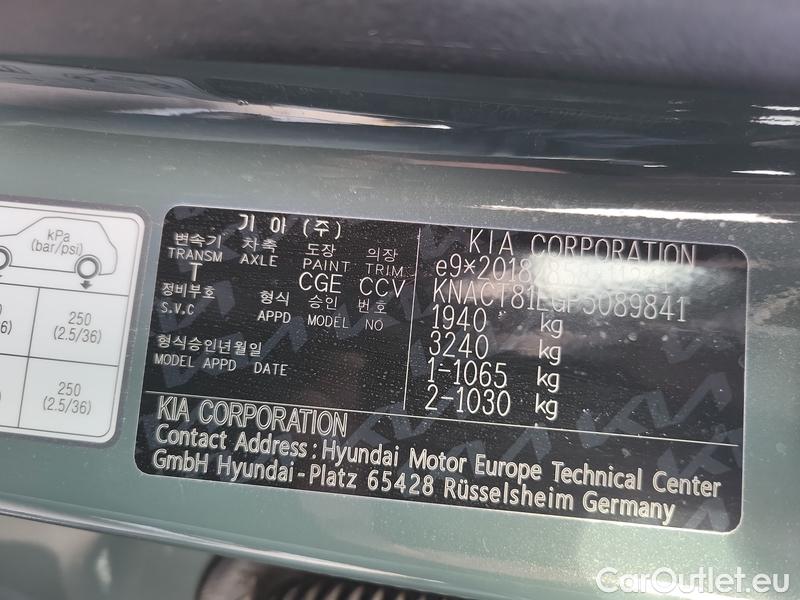 kPa
(bar/psi)
250
(2.5/36)
250
(2.5/36)
기아 (주)
변속기 차축 도장 의장
TRANSM AXLE PAINT TRIM
T CGE CCV
정비부호 형식 승인 번호
S.V.C APPD MODEL NO
형식승인년월일
MODEL APPD DATE
KIA CORPORATION
1940 kg
3240 kg
1-1065 kg
2-1030 kg
KIA CORPORATION
Contact Address : Hyundai Motor Europe Technical Center
GmbH Hyundai-Platz 65428 Rüsselsheim Germany
CarOutlet.eu